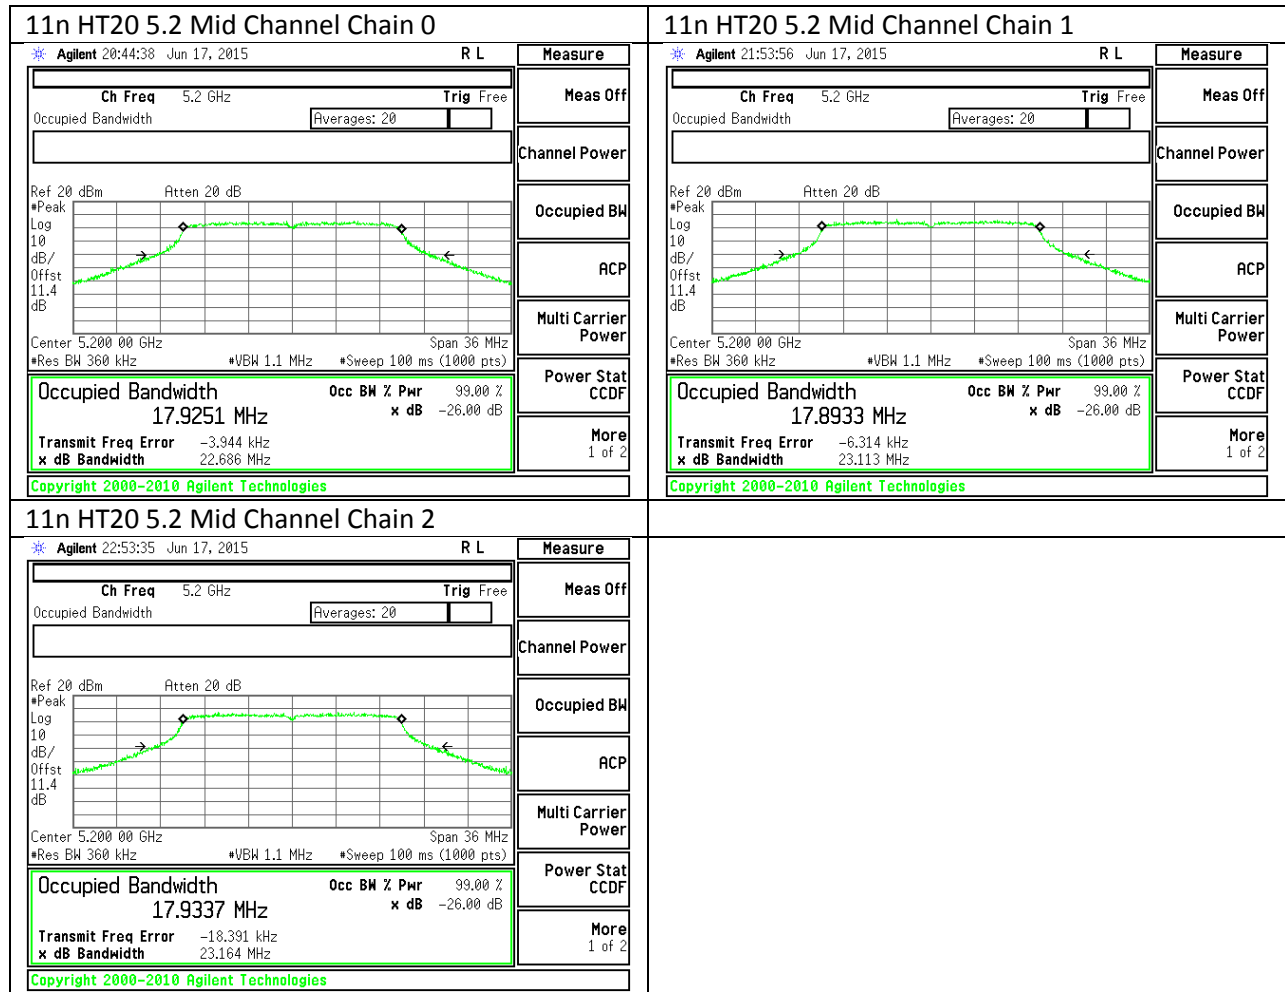 11n HT20 5.2 Mid Channel Chain 0
Agilent 20:44:38 Jun 17, 2015 R L Measure
Ch Freq 5.2 GHz Trig Free
Meas Off
Occupied Bandwidth Averages: 20
Channel Power
Ref 20 dBm Atten 20 dB
#Peak
Occupied BW
Log
10
dB/
ACP
Offst
11.4
dB
Multi Carrier
Power
Center 5.200 00 GHz Span 36 MHz
#Res BW 360 kHz #VBW 1.1 MHz #Sweep 100 ms (1000 pts)
Power Stat
CCDF
Occupied Bandwidth Occ BW % Pwr 99.00 %
17.9251 MHz x dB -26.00 dB
Transmit Freq Error -3.944 kHz
x dB Bandwidth 22.686 MHz
More
1 of 2
Copyright 2000-2010 Agilent Technologies
11n HT20 5.2 Mid Channel Chain 1
Agilent 21:53:56 Jun 17, 2015 R L Measure
Ch Freq 5.2 GHz Trig Free
Meas Off
Occupied Bandwidth Averages: 20
Channel Power
Ref 20 dBm Atten 20 dB
#Peak
Occupied BW
Log
10
dB/
ACP
Offst
11.4
dB
Multi Carrier
Power
Center 5.200 00 GHz Span 36 MHz
#Res BW 360 kHz #VBW 1.1 MHz #Sweep 100 ms (1000 pts)
Power Stat
CCDF
Occupied Bandwidth Occ BW % Pwr 99.00 %
17.8933 MHz x dB -26.00 dB
Transmit Freq Error -6.314 kHz
x dB Bandwidth 23.113 MHz
More
1 of 2
Copyright 2000-2010 Agilent Technologies
11n HT20 5.2 Mid Channel Chain 2
Agilent 22:53:35 Jun 17, 2015 R L Measure
Ch Freq 5.2 GHz Trig Free
Meas Off
Occupied Bandwidth Averages: 20
Channel Power
Ref 20 dBm Atten 20 dB
#Peak
Occupied BW
Log
10
dB/
ACP
Offst
11.4
dB
Multi Carrier
Power
Center 5.200 00 GHz Span 36 MHz
#Res BW 360 kHz #VBW 1.1 MHz #Sweep 100 ms (1000 pts)
Power Stat
CCDF
Occupied Bandwidth Occ BW % Pwr 99.00 %
17.9337 MHz x dB -26.00 dB
Transmit Freq Error -18.391 kHz
x dB Bandwidth 23.164 MHz
More
1 of 2
Copyright 2000-2010 Agilent Technologies